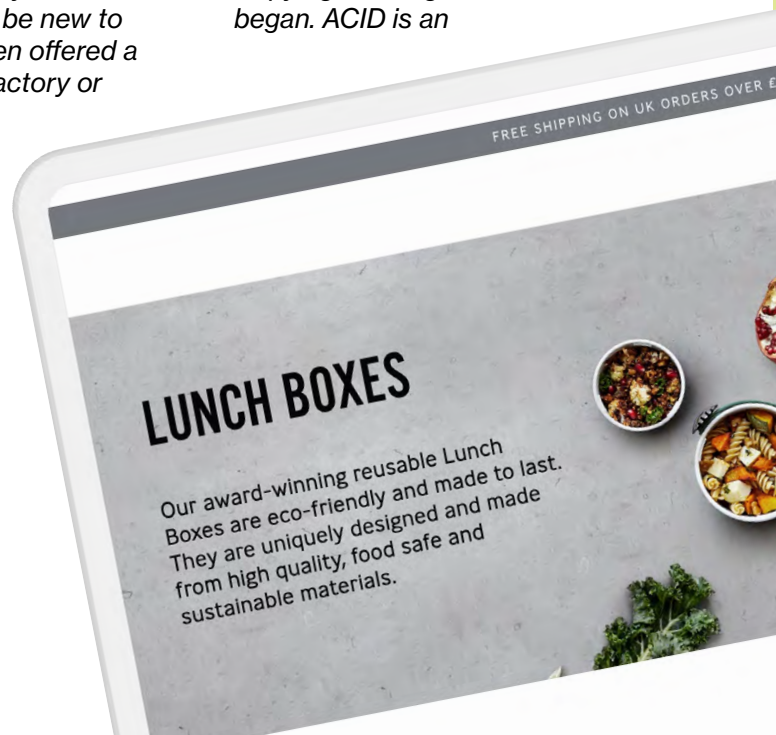 be new to
offered a
or
began. ACID is an
FREE SHIPPING ON UK ORDERS OVER £
LUNCH BOXES
Our award-winning reusable Lunch
Boxes are eco-friendly and made to last.
They are uniquely designed and made
from high quality, food safe and
sustainable materials.